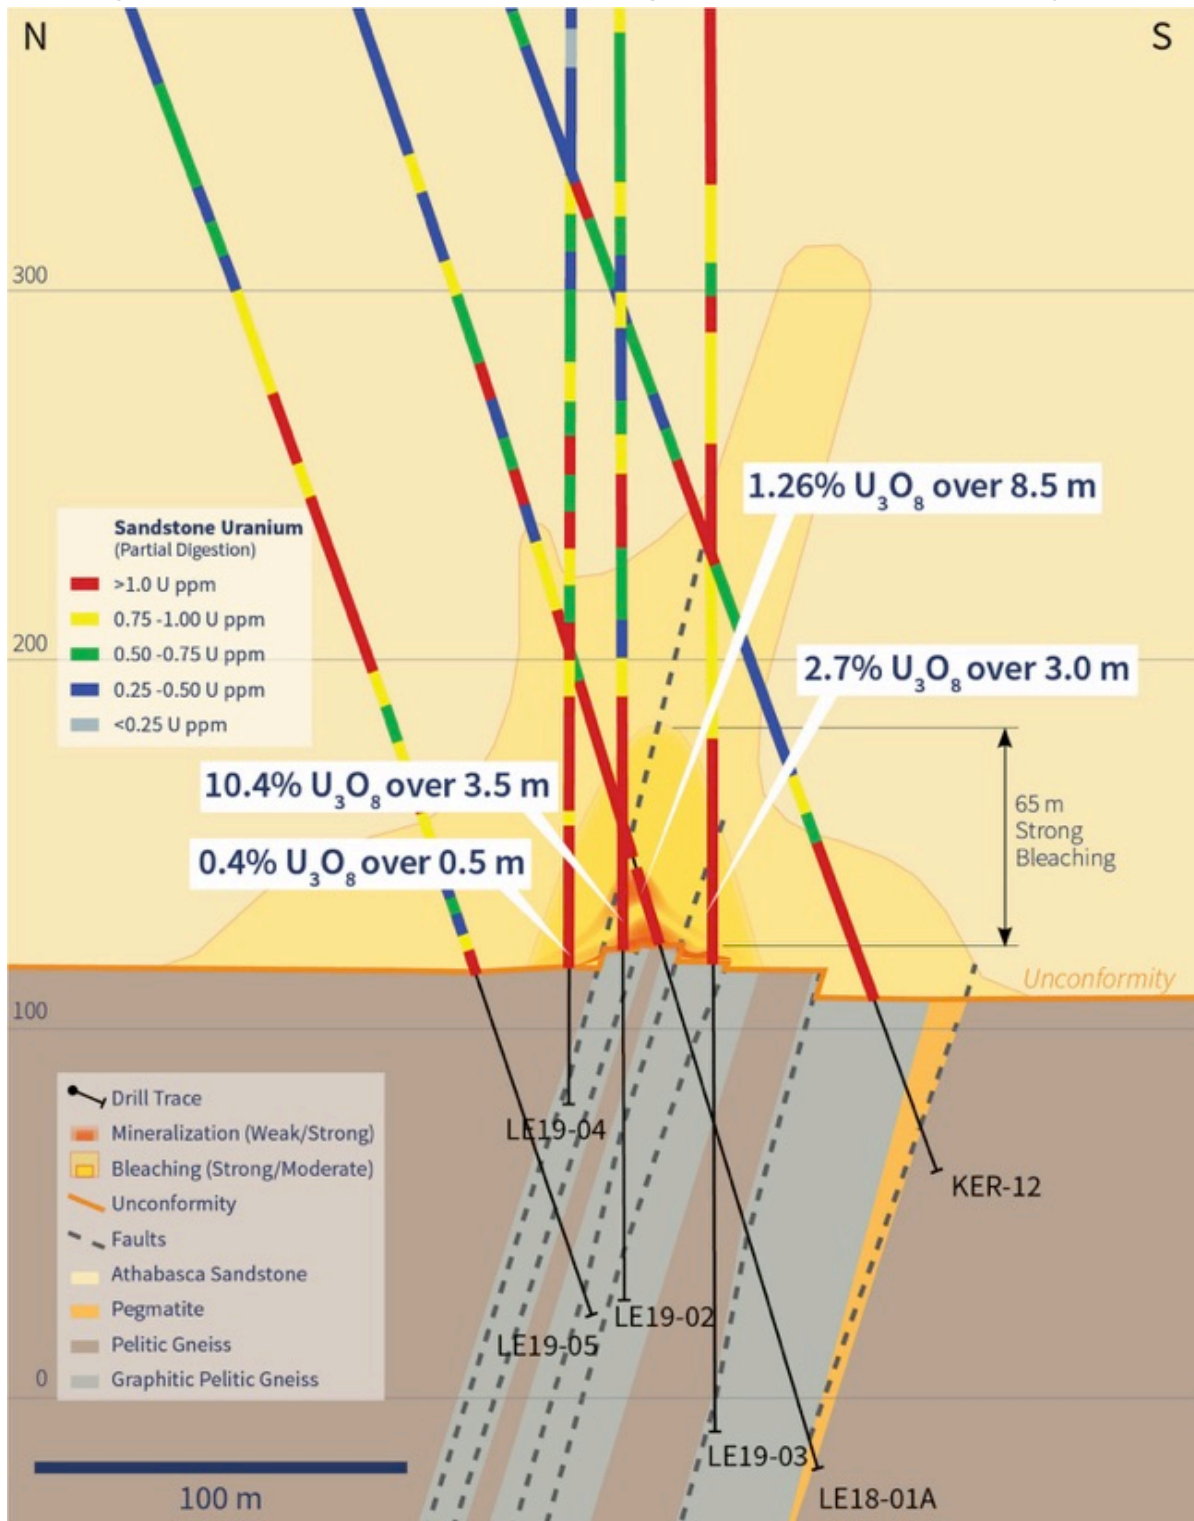 N
S
300
1.26% U3O8 over 8.5 m
Sandstone Uranium
(Partial Digestion)
>1.0 U ppm
0.75 -1.00 U ppm
0.50 -0.75 U ppm
0.25 -0.50 U ppm
<0.25 U ppm
200
2.7% U3O8 over 3.0 m
10.4% U3O8 over 3.5 m
65 m
Strong
Bleaching
0.4% U3O8 over 0.5 m
Unconformity
100
Drill Trace
Mineralization (Weak/Strong)
Bleaching (Strong/Moderate)
Unconformity
Faults
Athabasca Sandstone
Pegmatite
Pelitic Gneiss
Graphitic Pelitic Gneiss
LE19-04
KER-12
LE19-02
LE19-05
0
LE19-03
LE18-01A
100 m